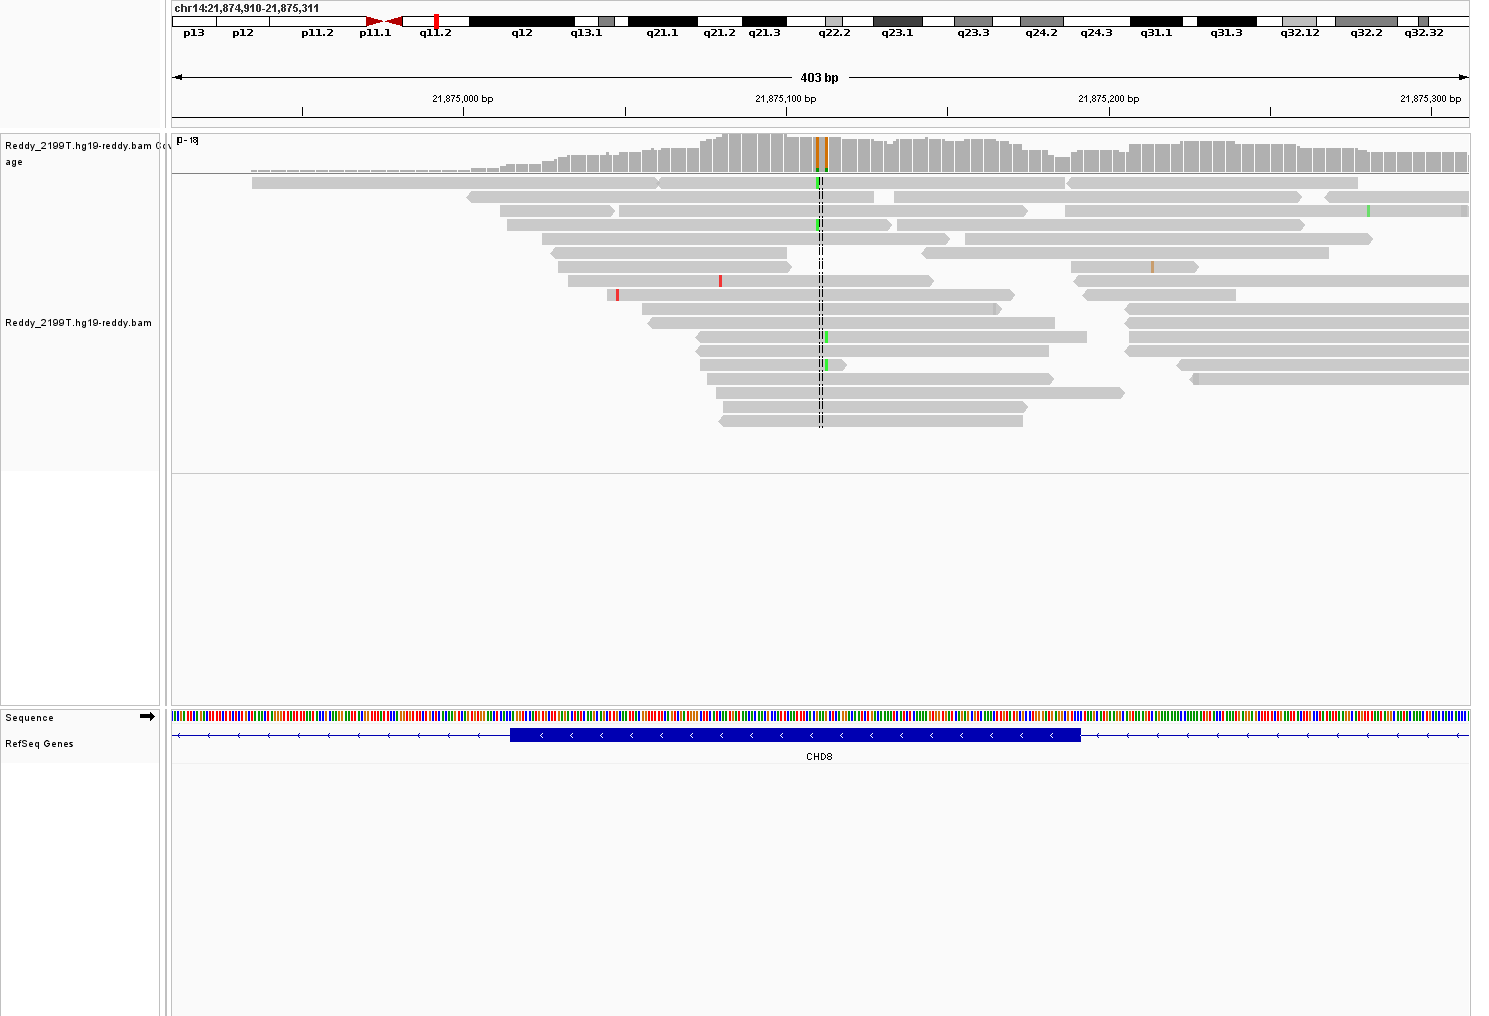 chr14:21,874,910-21,875,311
p13 p12 p11.2 p11.1 q11.2 q12 q13.1 q21.1 q21.2 q21.3 q22.2 q23.1 q23.3 q24.2 q24.3 q31.1 q31.3 q32.12 q32.2 q32.32
403 bp
21,875,000 bp 21,875,100 bp 21,875,200 bp 21,875,300 bp
Reddy_2199T.hg19-reddy.bam Cov
age
[0 - 18]
Reddy_2199T.hg19-reddy.bam
Sequence
RefSeq Genes
CHD8